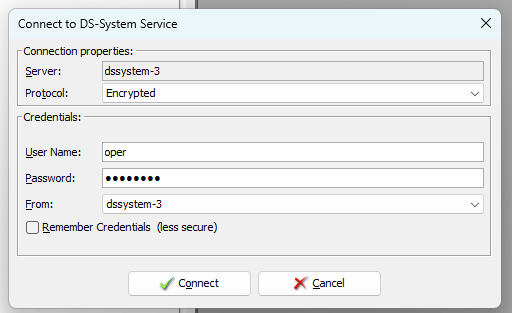 Connect to DS-System Service
Connection properties:
Server: dssystem-3
Protocol: Encrypted
Credentials:
User Name: oper
Password: ●●●●●●●●
From: dssystem-3
Remember Credentials (less secure)
Connect Cancel